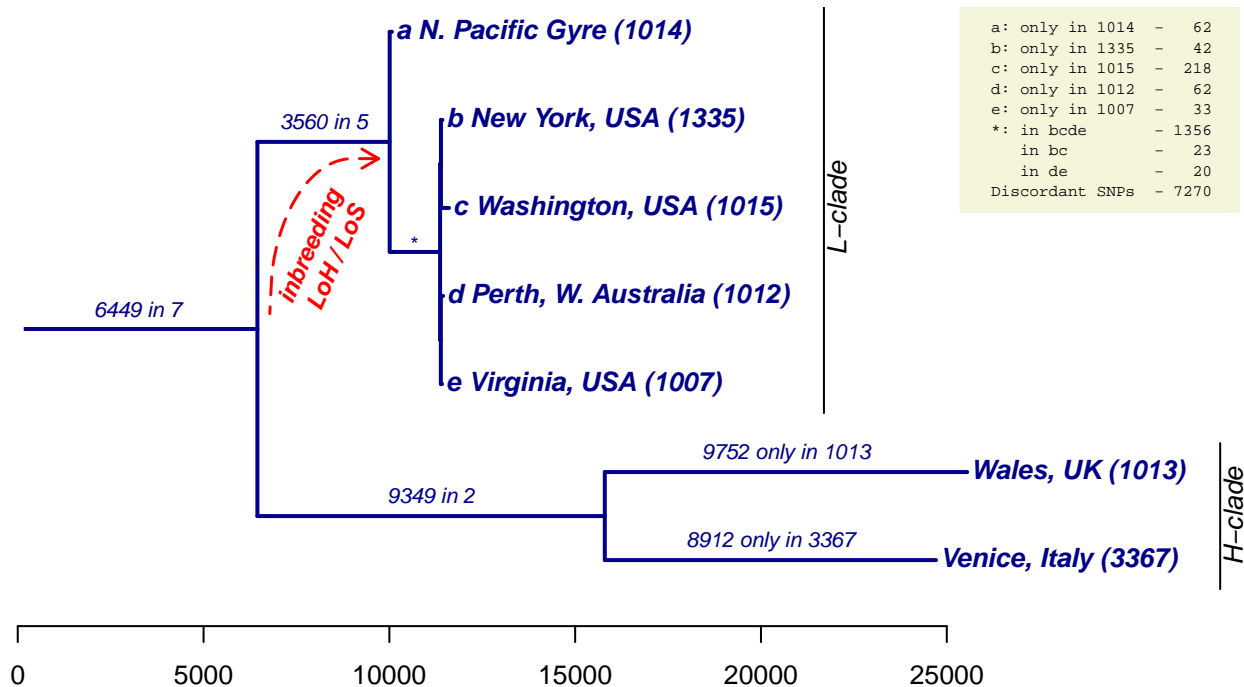 a N. Pacific Gyre (1014)
3560 in 5
b New York, USA (1335)
inbreeding
LoH / LoS
c Washington, USA (1015)
*
6449 in 7
d Perth, W. Australia (1012)
e Virginia, USA (1007)
L−clade
9752 only in 1013
Wales, UK (1013)
9349 in 2
8912 only in 3367
Venice, Italy (3367)
H−clade
a: only in 1014 − 62
b: only in 1335 − 42
c: only in 1015 − 218
d: only in 1012 − 62
e: only in 1007 − 33
*: in bcde − 1356
in bc − 23
in de − 20
Discordant SNPs − 7270
0 5000 10000 15000 20000 25000